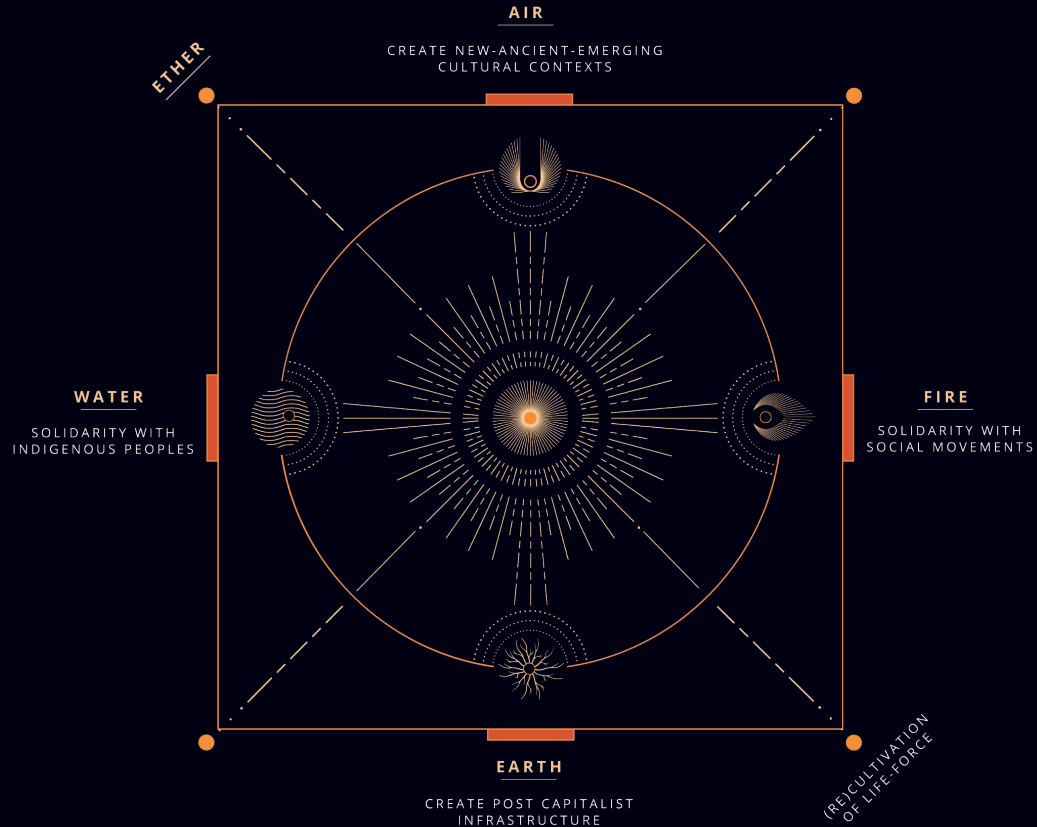 AIR
CREATE NEW-ANCIENT-EMERGING
CULTURAL CONTEXTS
ETHER
WATER
SOLIDARITY WITH
INDIGENOUS PEOPLES
FIRE
SOLIDARITY WITH
SOCIAL MOVEMENTS
EARTH
CREATE POST CAPITALIST
INFRASTRUCTURE
(RE)CULTIVATION
OF LIFE-FORCE